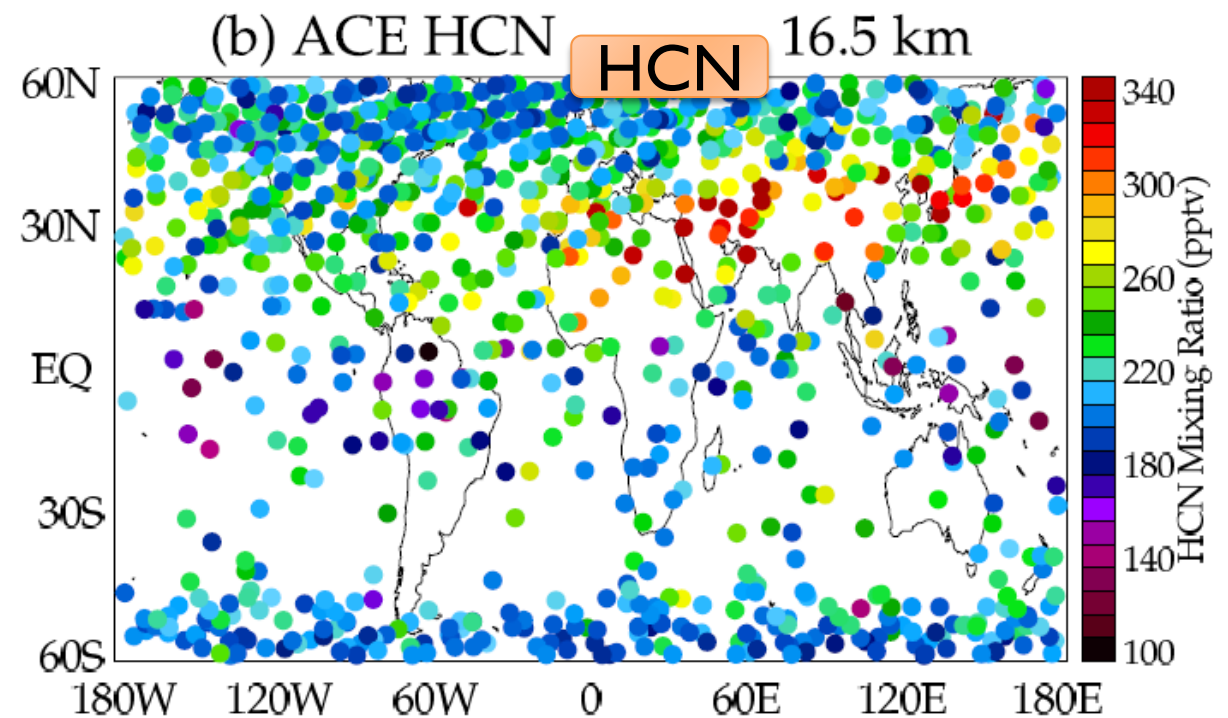 (b) ACE HCN 16.5 km
HCN
60N
30N
EQ
30S
60S
180W 120W 60W 0 60E 120E 180E
340
300
260
220
180
140
100
HCN Mixing Ratio (pptv)